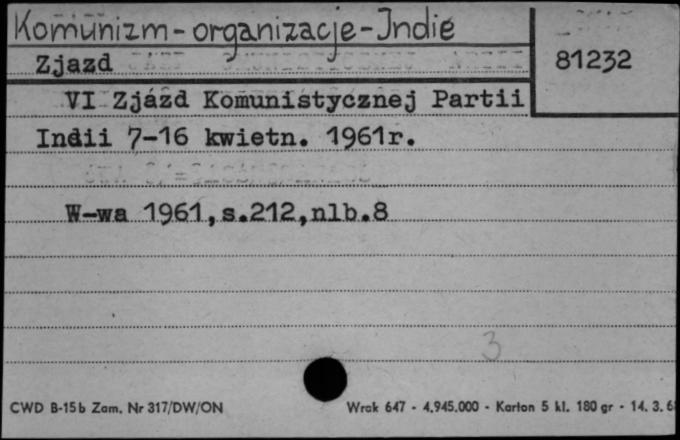 Komunizm-organizacje-Indie
Zjazd
81232
VI Zjazd Komunistycznej Partii
Indii 7-16 kwietn. 1961r.
W-wa 1961,s.212,nlb.8
3
CWD B-15b Zam. Nr 317/DW/ON
Wrak 647 - 4.945.000 - Karton 5 kl. 180 gr - 14. 3. 6